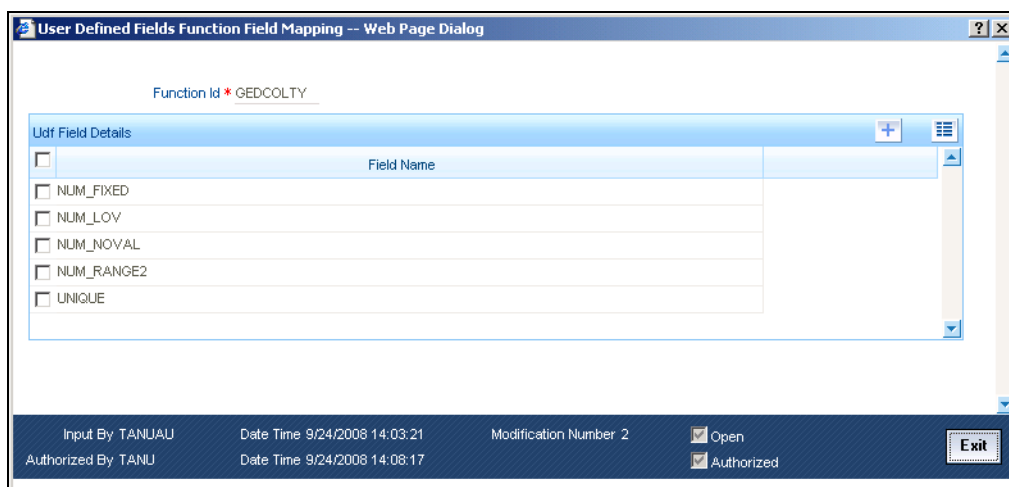 User Defined Fields Function Field Mapping -- Web Page Dialog
Function Id * GEDCOLTY
Udf Field Details
Field Name
NUM_FIXED
NUM_LOV
NUM_NOVAL
NUM_RANGE2
UNIQUE
Input By TANUAU Date Time 9/24/2008 14:03:21 Modification Number 2 Open
Authorized By TANU Date Time 9/24/2008 14:08:17 Authorized
Exit